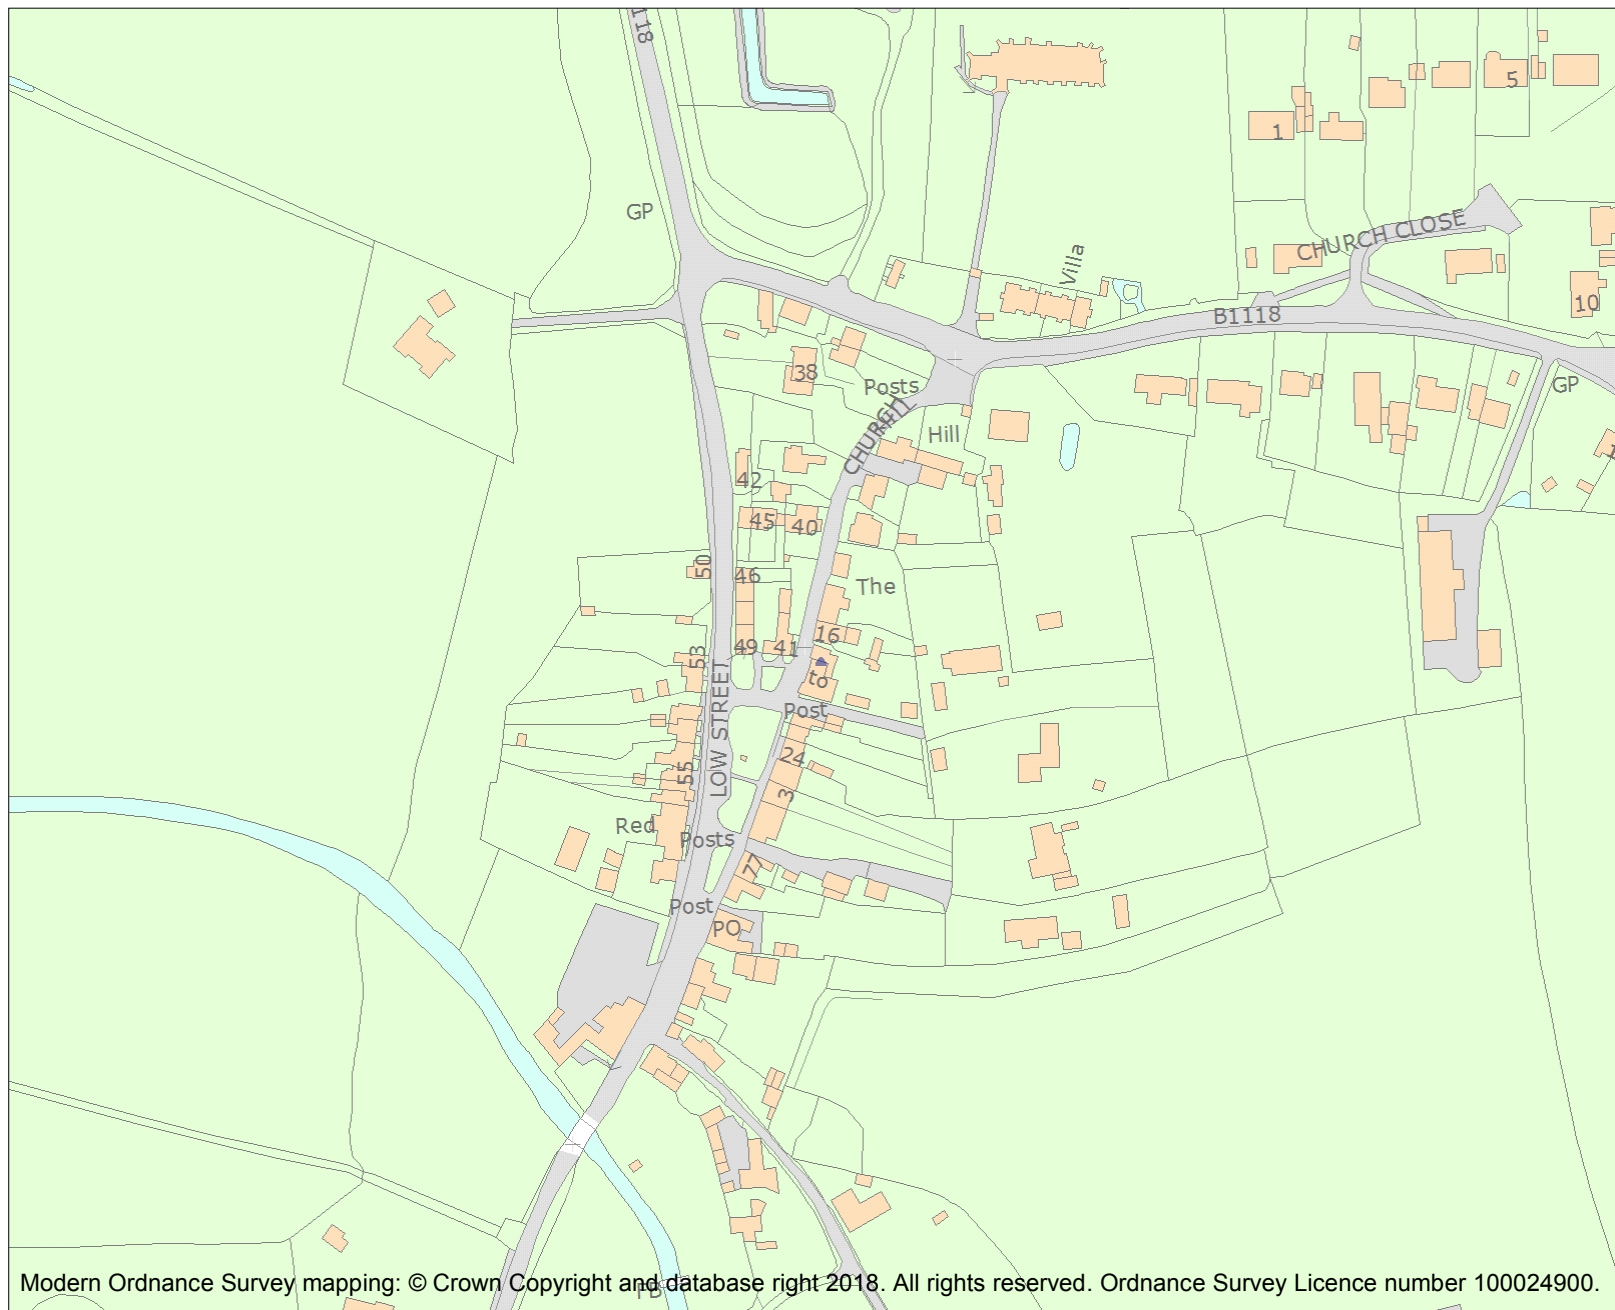 118
5
1
GP
CHURCH CLOSE
Villa
10
B1118
38
Posts
GP
CHURCH
HILL
Hill
42
45
40
50
46
The
16
49
41
53
to
LOW STREET
Post
24
55
3
Red
Posts
77
Post
PO
FB
Modern Ordnance Survey mapping: © Crown Copyright and database right 2018. All rights reserved. Ordnance Survey Licence number 100024900.